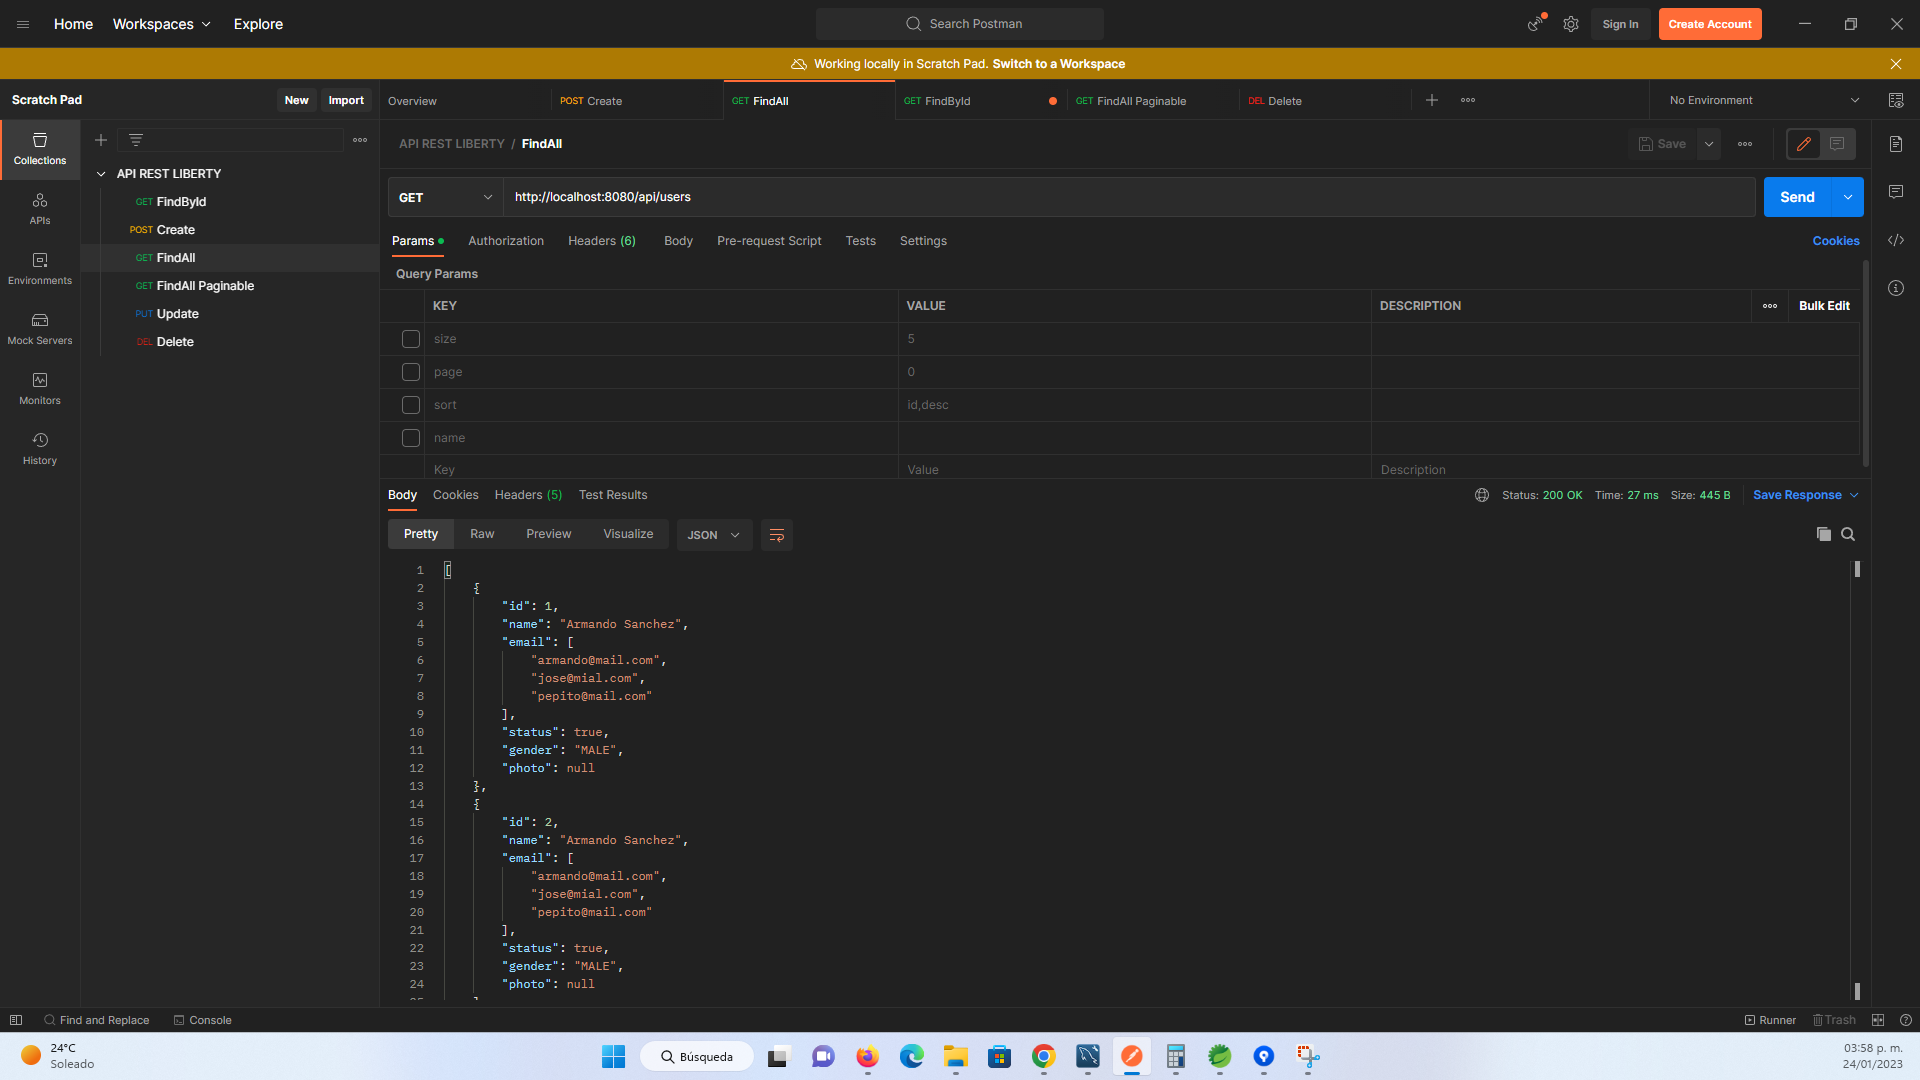 Home Workspaces Explore Search Postman Sign In Create Account
Working locally in Scratch Pad. Switch to a Workspace
Scratch Pad New Import Overview POST Create GET FindAll GET FindById GET FindAll Paginable DEL Delete No Environment
Collections
APIs
Environments
Mock Servers
Monitors
History
API REST LIBERTY
GET FindById
POST Create
GET FindAll
GET FindAll Paginable
PUT Update
DEL Delete
API REST LIBERTY / FindAll Save
GET http://localhost:8080/api/users Send
Params Authorization Headers (6) Body Pre-request Script Tests Settings Cookies
Query Params
KEY VALUE DESCRIPTION Bulk Edit
size 5
page 0
sort id,desc
name
Key Value Description
Body Cookies Headers (5) Test Results Status: 200 OK Time: 27 ms Size: 445 B Save Response
Pretty Raw Preview Visualize JSON
1 [
2 {
3 "id": 1,
4 "name": "Armando Sanchez",
5 "email": [
6 "armando@mail.com",
7 "jose@mial.com",
8 "pepito@mail.com"
9 ],
10 "status": true,
11 "gender": "MALE",
12 "photo": null
13 },
14 {
15 "id": 2,
16 "name": "Armando Sanchez",
17 "email": [
18 "armando@mail.com",
19 "jose@mial.com",
20 "pepito@mail.com"
21 ],
22 "status": true,
23 "gender": "MALE",
24 "photo": null
Find and Replace Console Runner Trash
24°C
Soleado
Búsqueda
03:58 p. m.
24/01/2023